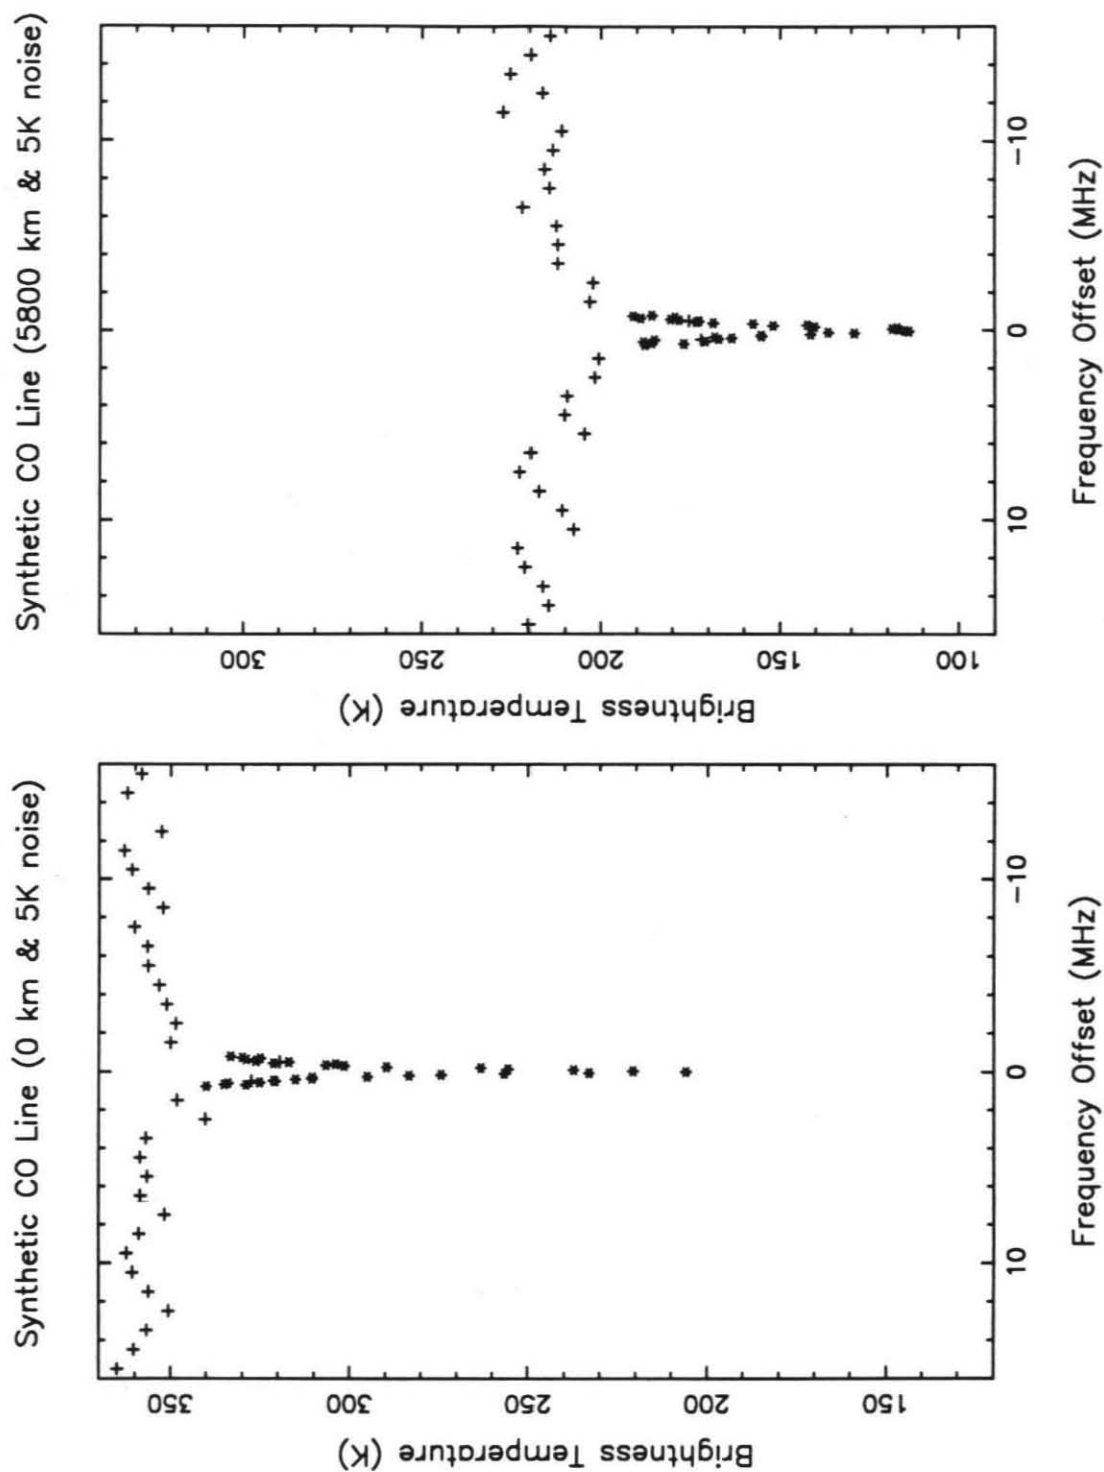 Synthetic CO Line (0 km & 5K noise)
Brightness Temperature (K)
350
300
250
200
150
10
0
−10
Frequency Offset (MHz)
Synthetic CO Line (5800 km & 5K noise)
Brightness Temperature (K)
300
250
200
150
100
10
0
−10
Frequency Offset (MHz)